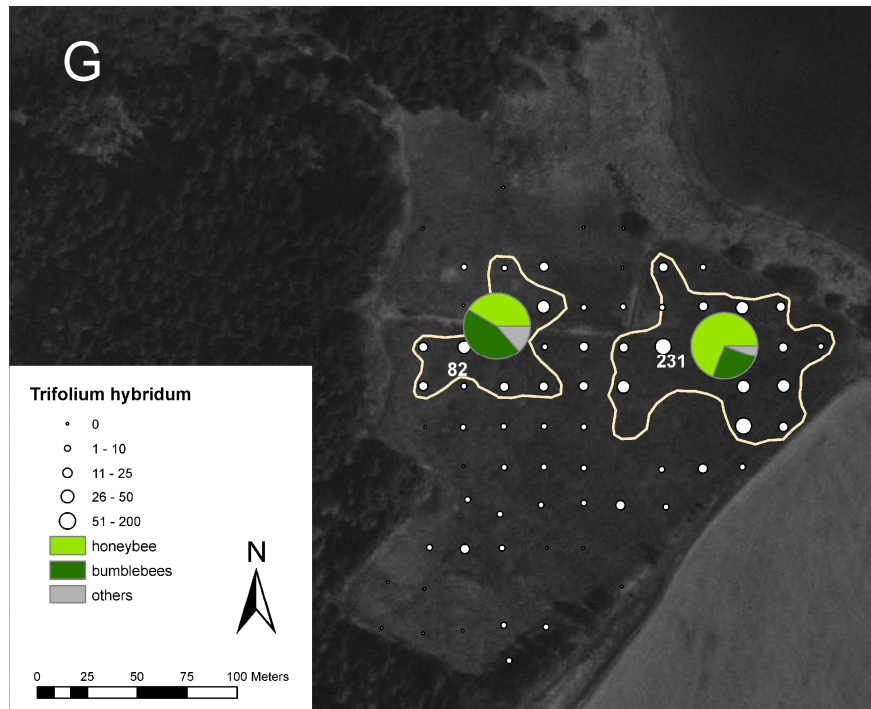 G
82
231
Trifolium hybridum
0
1 - 10
11 - 25
26 - 50
51 - 200
honeybee
bumblebees
others
N
0 25 50 75 100 Meters